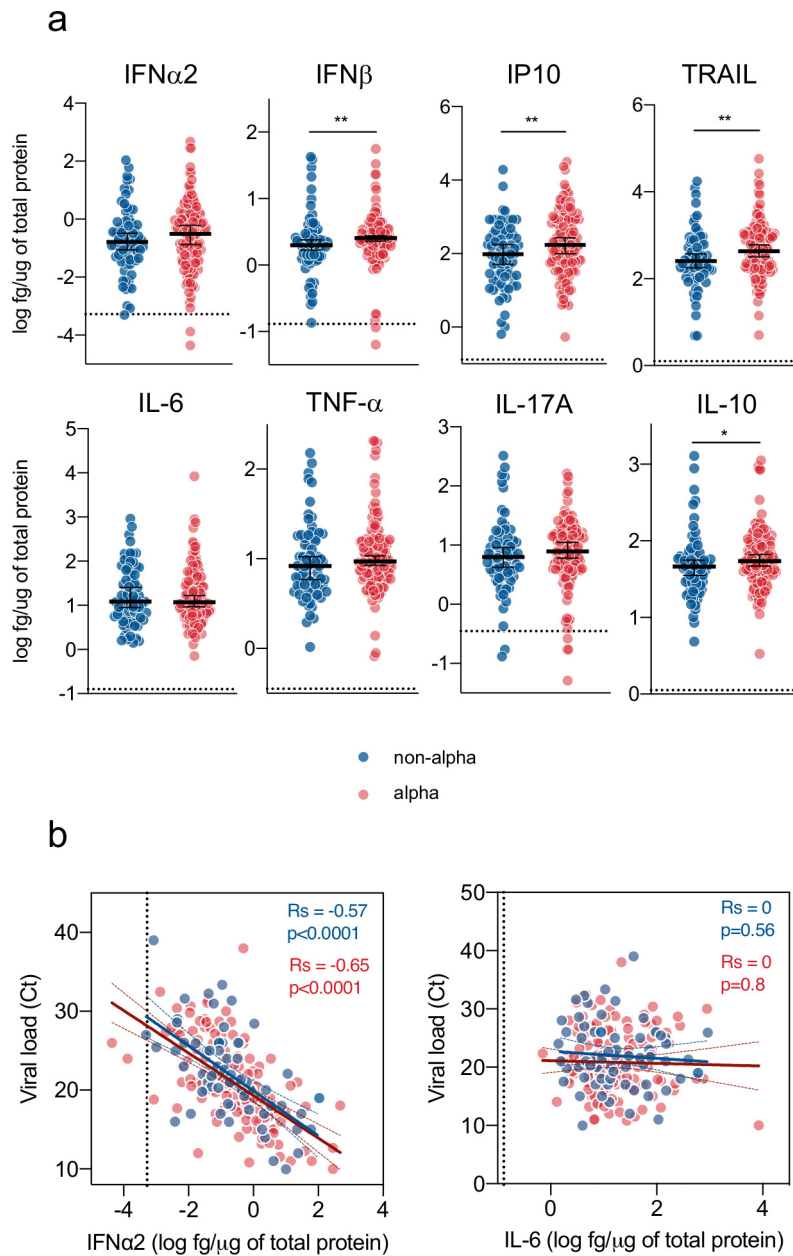 a
IFNα2
IFNβ
IP10
TRAIL
log fg/ug of total protein
4
2
-0
-2
-4
2
1
0
-1
**
6
4
2
0
**
6
4
2
0
**
IL-6
TNF-α
IL-17A
IL-10
log fg/ug of total protein
5
4
3
2
1
0
-1
2
1
0
3
2
1
0
-1
3
2
1
0
*
non-alpha
alpha
b
Viral load (Ct)
40
30
20
10
Rs = -0.57
p<0.0001
Rs = -0.65
p<0.0001
-4 -2 0 2 4
IFNα2 (log fg/μg of total protein)
Viral load (Ct)
50
40
30
20
10
0
Rs = 0
p=0.56
Rs = 0
p=0.8
0 2 4
IL-6 (log fg/μg of total protein)